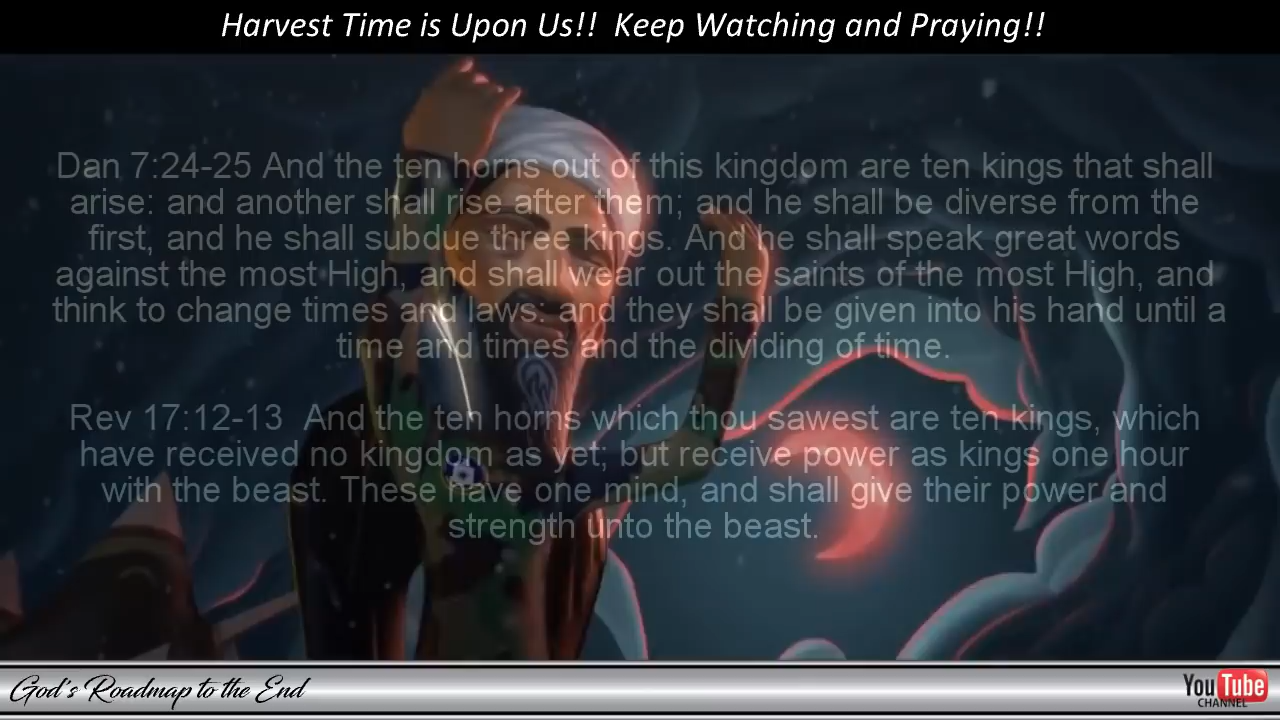 Harvest Time is Upon Us!!  Keep Watching and Praying!!
Dan 7:24-25 And the ten horns out of this kingdom are ten kings that shall
arise: and another shall rise after them; and he shall be diverse from the
first, and he shall subdue three kings. And he shall speak great words
against the most High, and shall wear out the saints of the most High, and
think to change times and laws: and they shall be given into his hand until a
time and times and the dividing of time.
Rev 17:12-13  And the ten horns which thou sawest are ten kings, which
have received no kingdom as yet; but receive power as kings one hour
with the beast. These have one mind, and shall give their power and
strength unto the beast.
God's Roadmap to the End
YouTube
CHANNEL